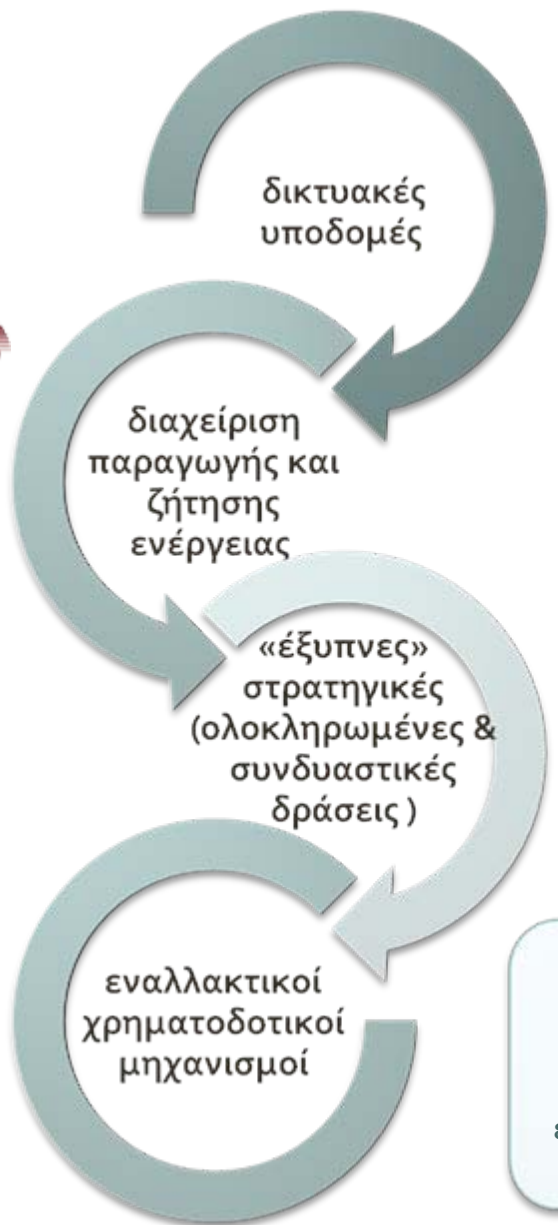 δικτυακές
υποδομές
διαχείριση
παραγωγής και
ζήτησης
ενέργειας
«έξυπνες»
στρατηγικές
(ολοκληρωμένες &
συνδυαστικές
δράσεις )
εναλλακτικοί
χρηματοδοτικοί
μηχανισμοί